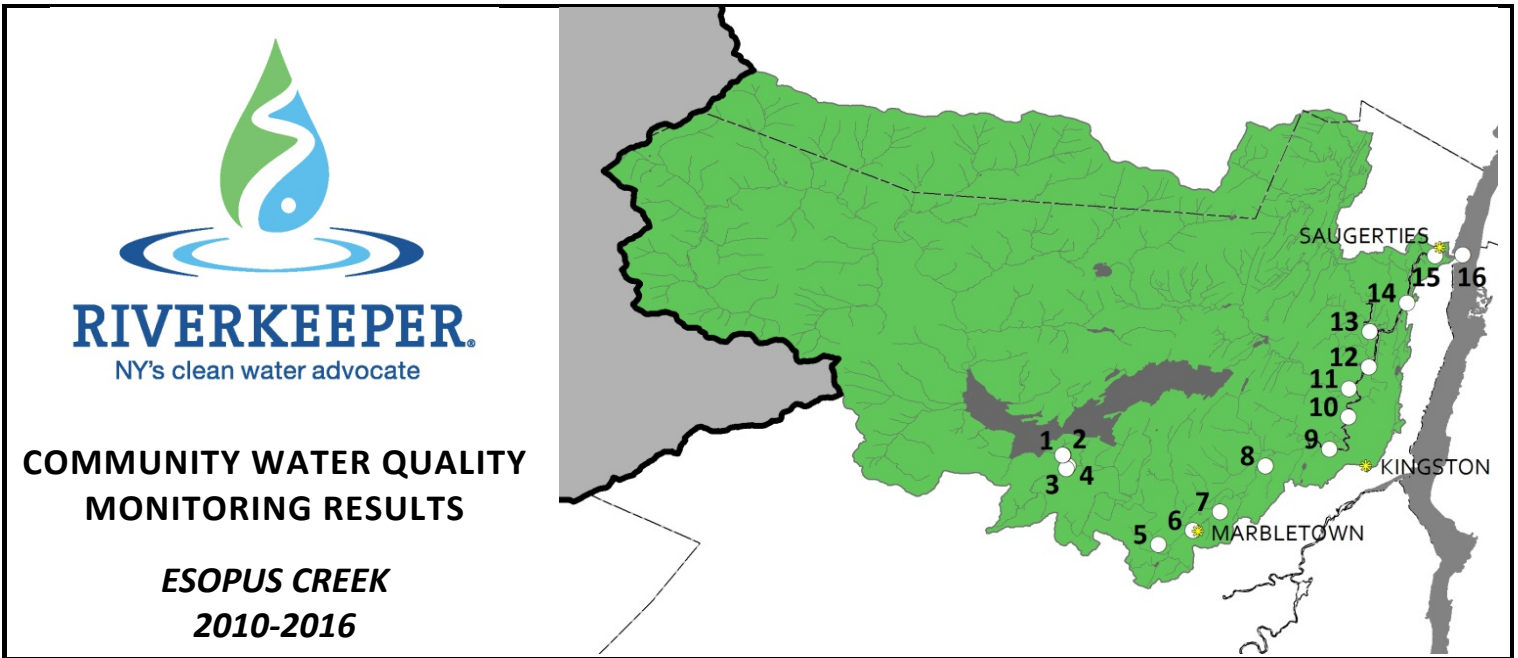 RIVERKEEPER.
NY's clean water advocate
COMMUNITY WATER QUALITY
MONITORING RESULTS
ESOPUS CREEK
2010-2016
SAUGERTIES
15
16
14
13
12
11
10
9
KINGSTON
8
1
2
3
4
7
6
MARBLETOWN
5